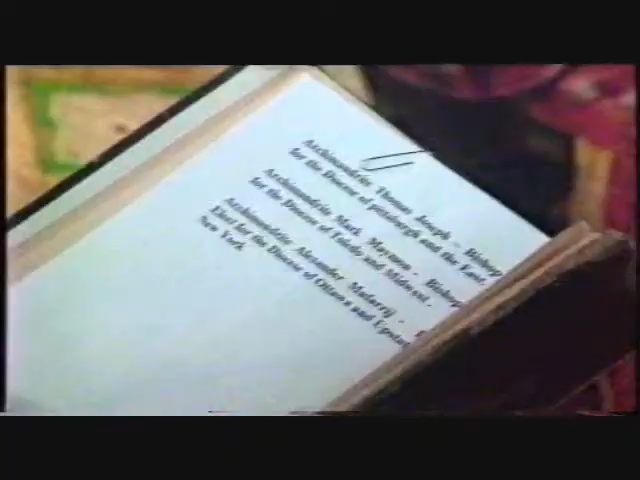 Archimandrite Thomas Joseph - Bishop
for the Diocese of pittsburgh and the East.
Archimandrite Mark Maymon - Bishop
for the Diocese of Toledo and Midwest.
Archimandrite Alexander Mufarrij -
Elect for the Diocese of Ottawa and Upstate
New York